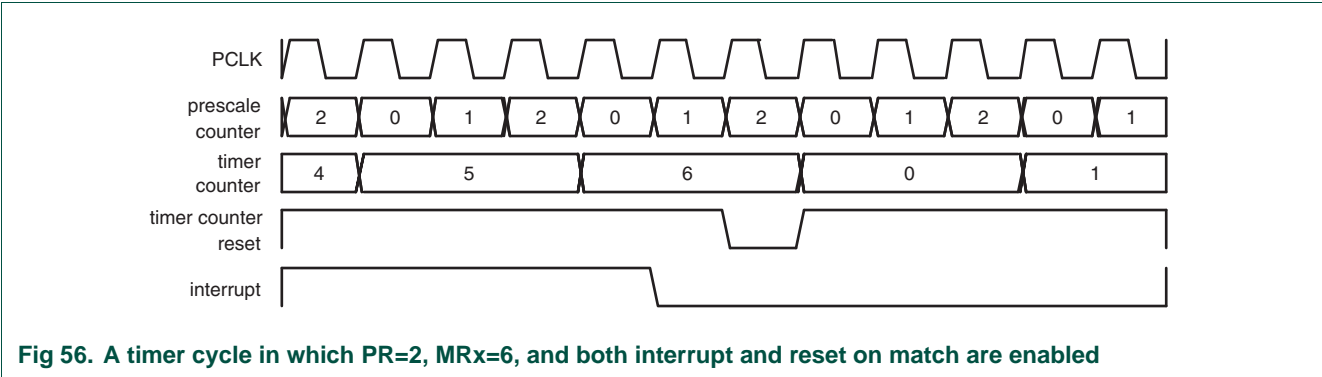 PCLK
prescale
counter
2 0 1 2 0 1 2 0 1 2 0 1
timer
counter
4 5 6 0 1
timer counter
reset
interrupt
Fig 56. A timer cycle in which PR=2, MRx=6, and both interrupt and reset on match are enabled